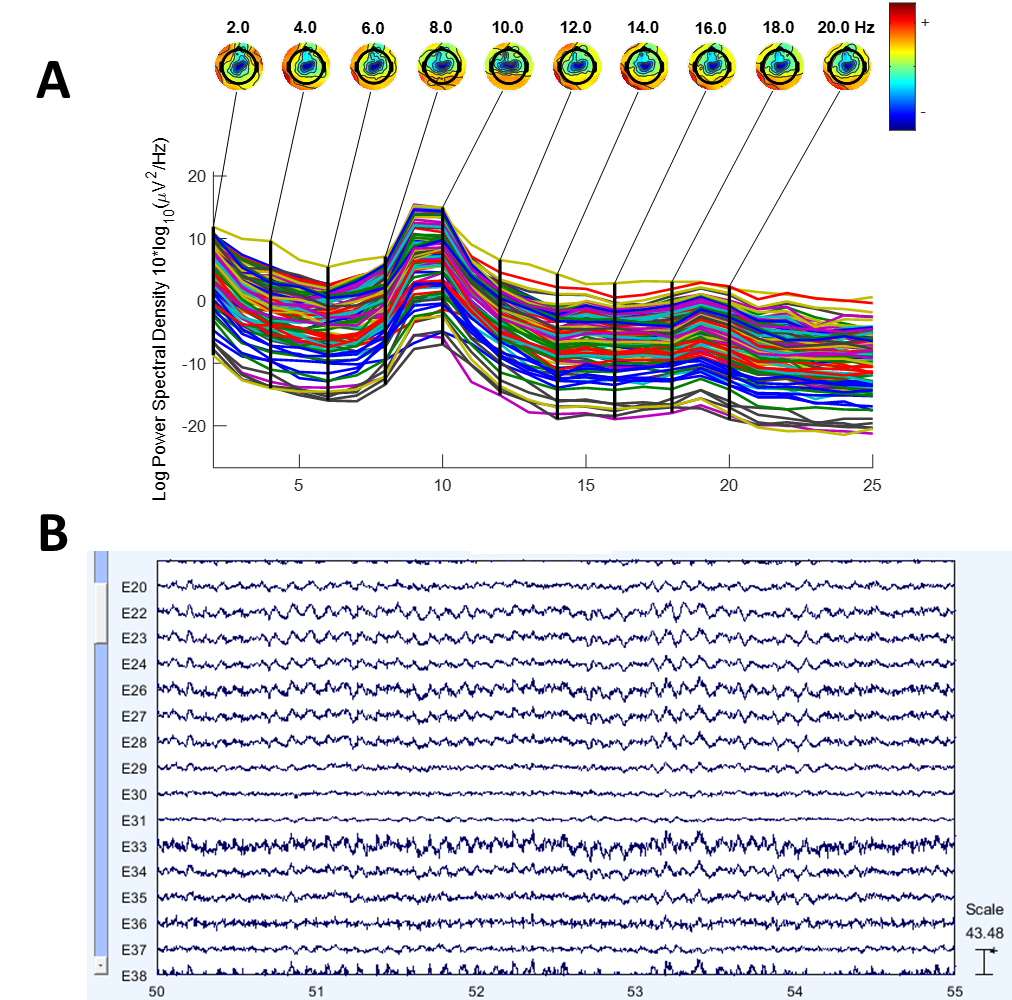 2.0 4.0 6.0 8.0 10.0 12.0 14.0 16.0 18.0 20.0 Hz
A
+
-
Log Power Spectral Density 10*log10(μV2/Hz)
20
10
0
-10
-20
5 10 15 20 25
B
E20
E22
E23
E24
E26
E27
E28
E29
E30
E31
E33
E34
E35
E36
E37
E38
Scale
43.48
50 51 52 53 54 55